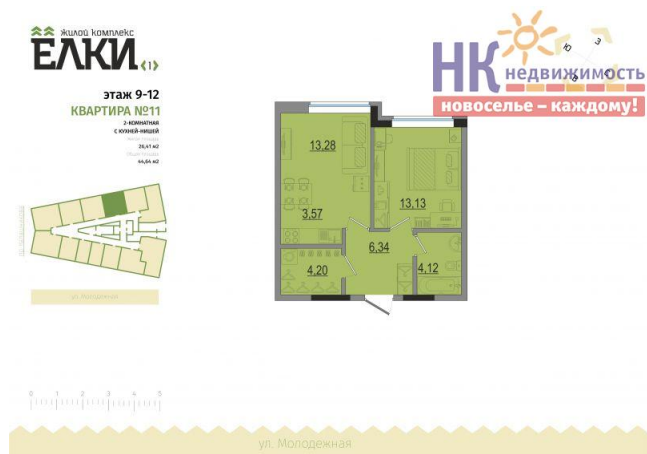 жилой комплекс
ЁЛКИ
‹1›
этаж 9-12
КВАРТИРА №11
2-КОМНАТНАЯ
С КУХНЕЙ-НИШЕЙ
26,41 м2
44,64 м2
ул. Молодежная
НК недвижимость
новоселье – каждому!
Ю
З
13.28
13.13
3.57
6.34
4.20
4.12
0 1 2 3 4 5
ул. Молодежная